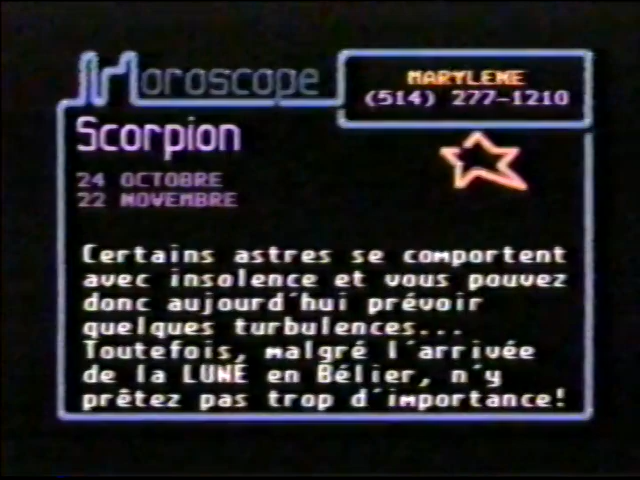 Horoscope
MARYLENE
(514) 277-1210
Scorpion
24 OCTOBRE
22 NOVEMBRE
Certains astres se comportent
avec insolence et vous pouvez
donc aujourd'hui prévoir
quelques turbulences...
Toutefois, malgré l'arrivée
de la LUNE en Bélier, n'y
prêtez pas trop d'importance!